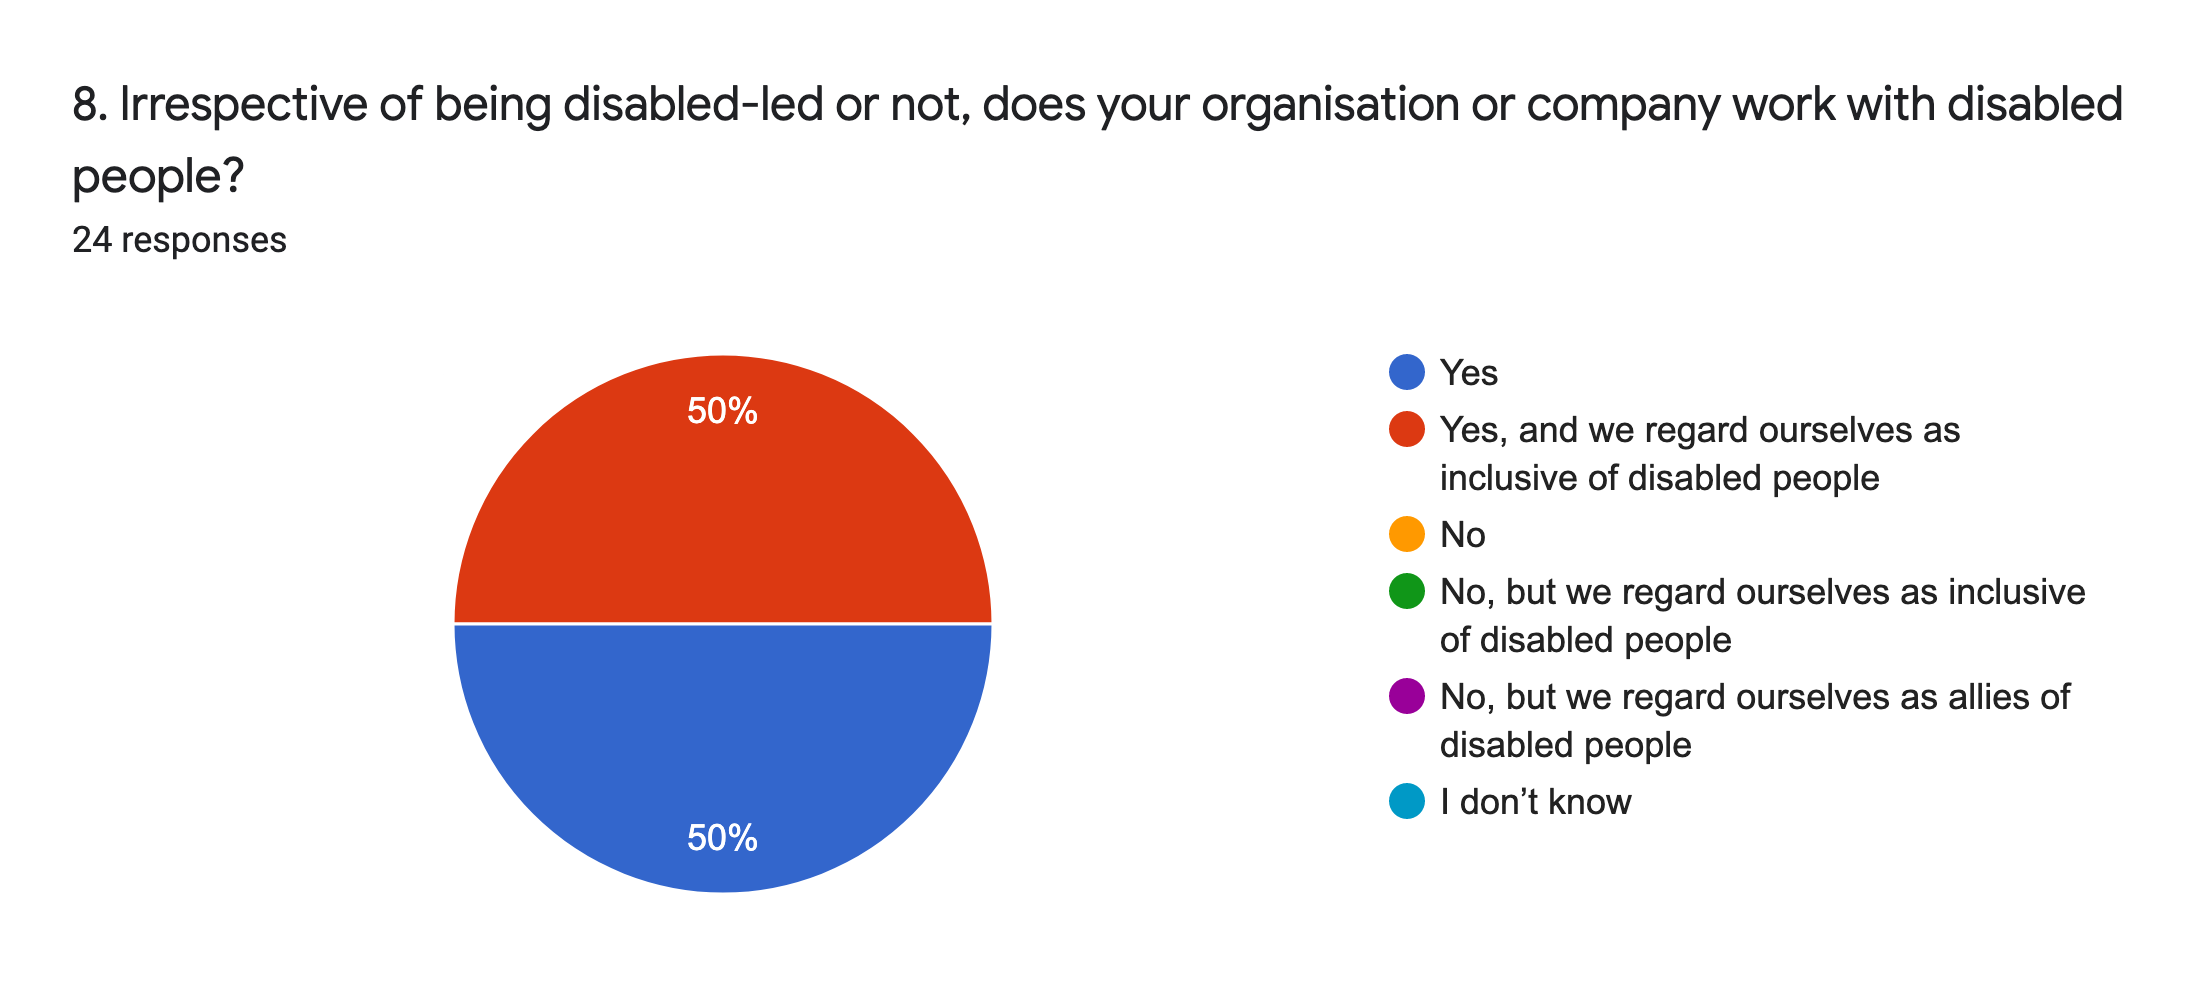 8. Irrespective of being disabled-led or not, does your organisation or company work with disabled
people?
24 responses
50%
50%
Yes
Yes, and we regard ourselves as
inclusive of disabled people
No
No, but we regard ourselves as inclusive
of disabled people
No, but we regard ourselves as allies of
disabled people
I don’t know